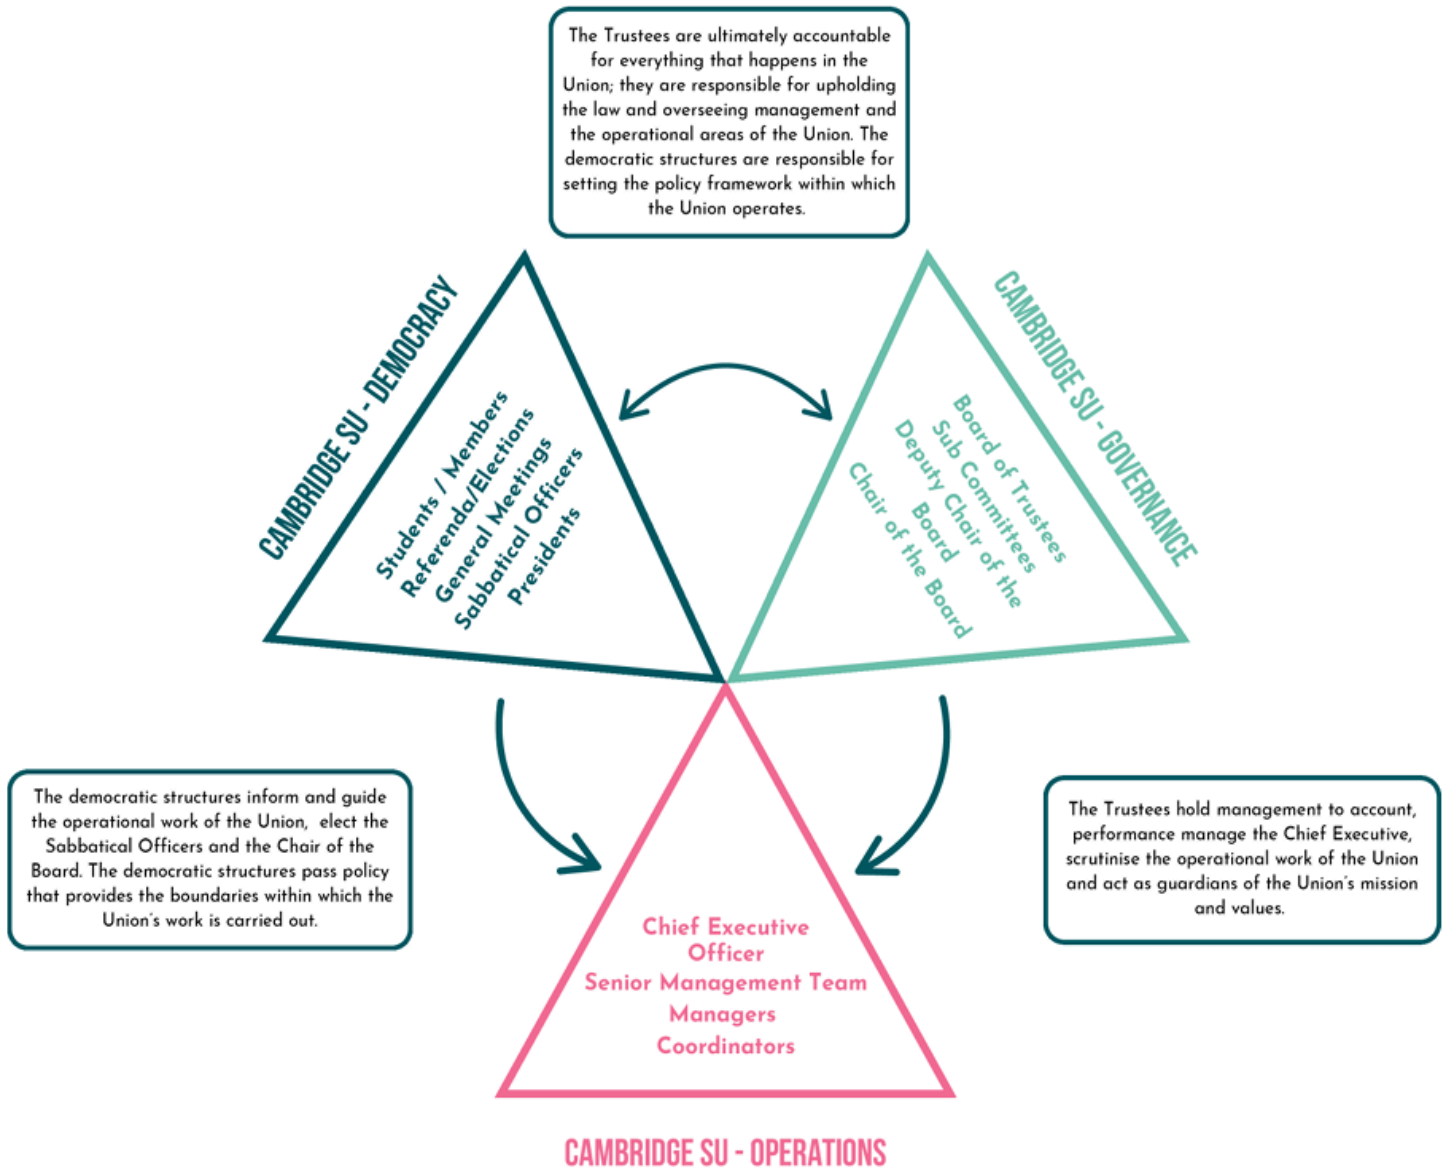 The Trustees are ultimately accountable
for everything that happens in the
Union; they are responsible for upholding
the law and overseeing management and
the operational areas of the Union. The
democratic structures are responsible for
setting the policy framework within which
the Union operates.
CAMBRIDGE SU - DEMOCRACY
Students / Members
Referenda/Elections
General Meetings
Sabbatical Officers
Presidents
CAMBRIDGE SU - GOVERNANCE
Board of Trustees
Sub Committees
Deputy Chair of the
Board
Chair of the Board
The democratic structures inform and guide
the operational work of the Union, elect the
Sabbatical Officers and the Chair of the
Board. The democratic structures pass policy
that provides the boundaries within which the
Union's work is carried out.
The Trustees hold management to account,
performance manage the Chief Executive,
scrutinise the operational work of the Union
and act as guardians of the Union's mission
and values.
Chief Executive
Officer
Senior Management Team
Managers
Coordinators
CAMBRIDGE SU - OPERATIONS